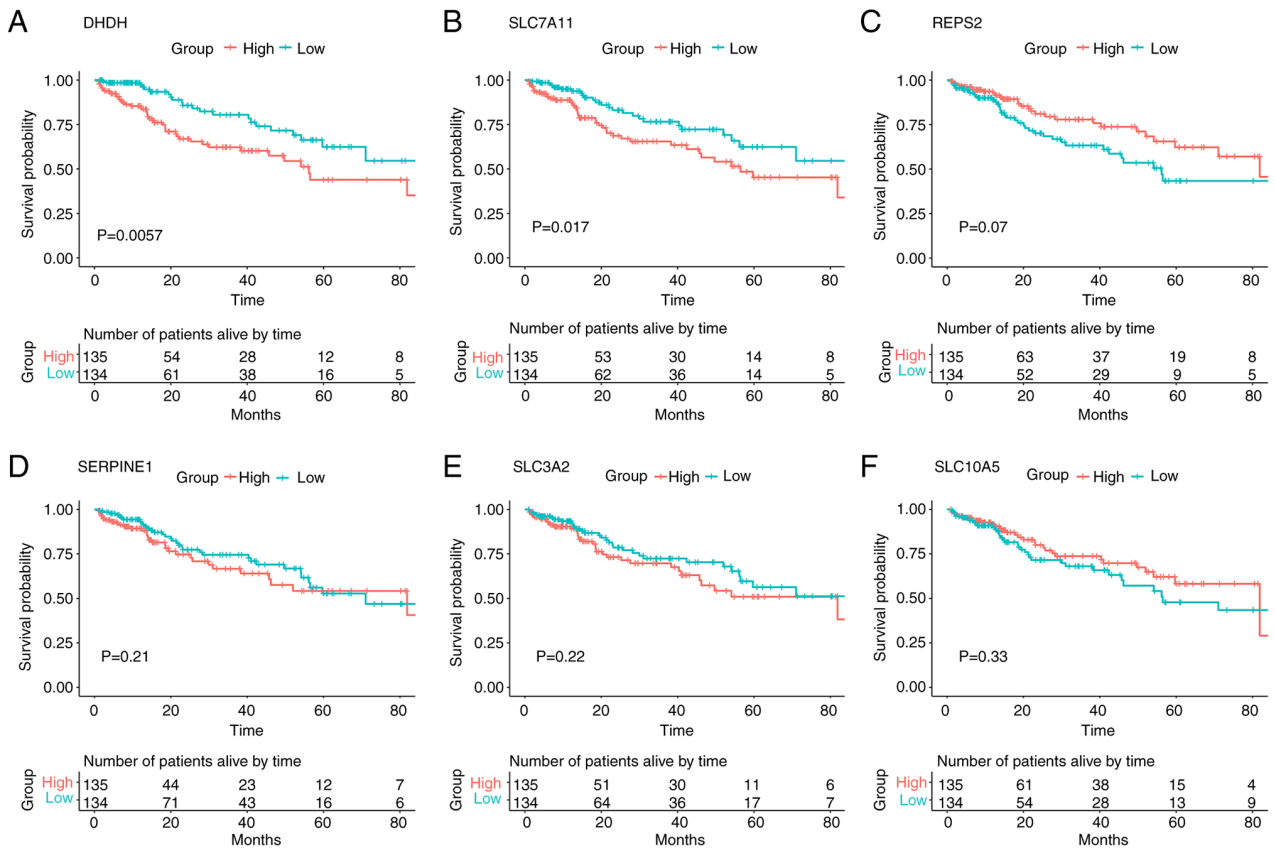 A DHDH
Group High Low
Survival probability
1.00
0.75
0.50
0.25
0.00
P=0.0057
0 20 40 60 80
Time
Number of patients alive by time
Group
High 135 54 28 12 8
Low 134 61 38 16 5
0 20 40 60 80
Months
B SLC7A11
Group High Low
Survival probability
1.00
0.75
0.50
0.25
0.00
P=0.017
0 20 40 60 80
Time
Number of patients alive by time
Group
High 135 53 30 14 8
Low 134 62 36 14 5
0 20 40 60 80
Months
C REPS2
Group High Low
Survival probability
1.00
0.75
0.50
0.25
0.00
P=0.07
0 20 40 60 80
Time
Number of patients alive by time
Group
High 135 63 37 19 8
Low 134 52 29 9 5
0 20 40 60 80
Months
D SERPINE1
Group High Low
Survival probability
1.00
0.75
0.50
0.25
0.00
P=0.21
0 20 40 60 80
Time
Number of patients alive by time
Group
High 135 44 23 12 7
Low 134 71 43 16 6
0 20 40 60 80
Months
E SLC3A2
Group High Low
Survival probability
1.00
0.75
0.50
0.25
0.00
P=0.22
0 20 40 60 80
Time
Number of patients alive by time
Group
High 135 51 30 11 6
Low 134 64 36 17 7
0 20 40 60 80
Months
F SLC10A5
Group High Low
Survival probability
1.00
0.75
0.50
0.25
0.00
P=0.33
0 20 40 60 80
Time
Number of patients alive by time
Group
High 135 61 38 15 4
Low 134 54 28 13 9
0 20 40 60 80
Months